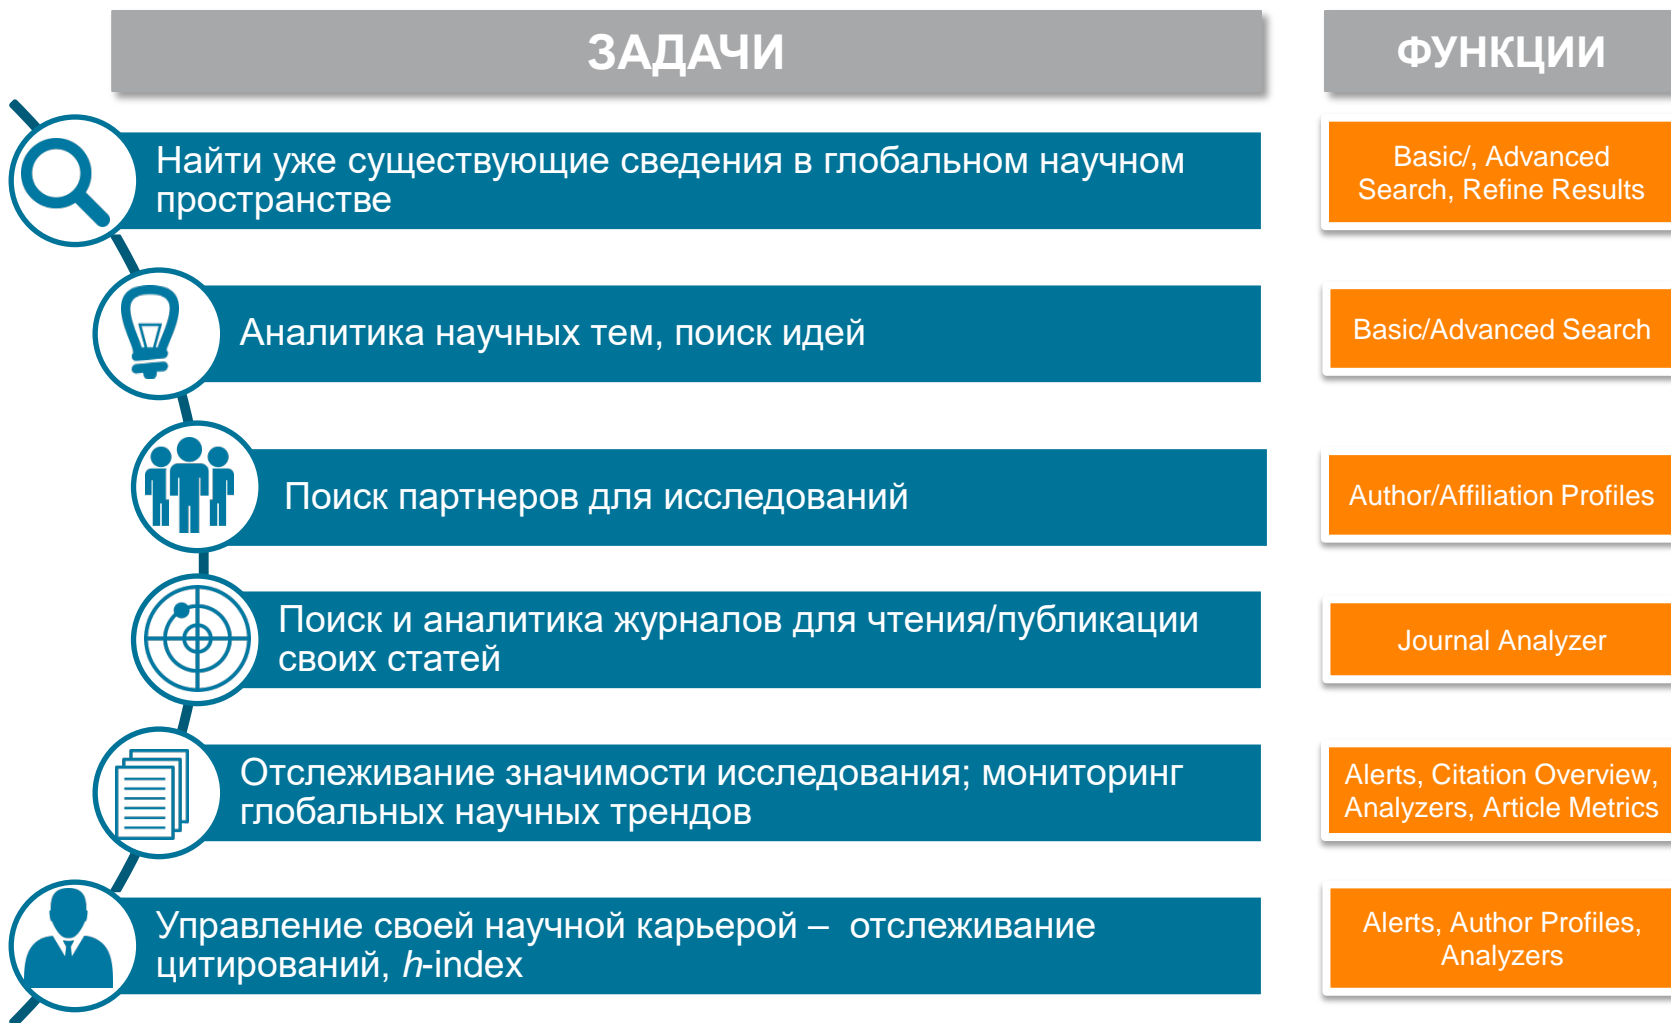 ЗАДАЧИ
ФУНКЦИИ
Найти уже существующие сведения в глобальном научном
пространстве
Basic/, Advanced
Search, Refine Results
Аналитика научных тем, поиск идей
Basic/Advanced Search
Поиск партнеров для исследований
Author/Affiliation Profiles
Поиск и аналитика журналов для чтения/публикации
своих статей
Journal Analyzer
Отслеживание значимости исследования; мониторинг
глобальных научных трендов
Alerts, Citation Overview,
Analyzers, Article Metrics
Управление своей научной карьерой – отслеживание
цитирований, h-index
Alerts, Author Profiles,
Analyzers